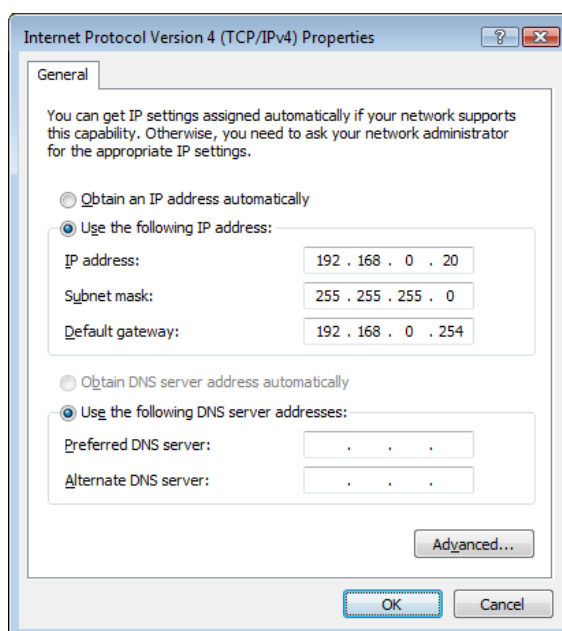 Internet Protocol Version 4 (TCP/IPv4) Properties
General
You can get IP settings assigned automatically if your network supports
this capability. Otherwise, you need to ask your network administrator
for the appropriate IP settings.
Obtain an IP address automatically
Use the following IP address:
IP address: 192 . 168 . 0 . 20
Subnet mask: 255 . 255 . 255 . 0
Default gateway: 192 . 168 . 0 . 254
Obtain DNS server address automatically
Use the following DNS server addresses:
Preferred DNS server: . . .
Alternate DNS server: . . .
Advanced...
OK Cancel